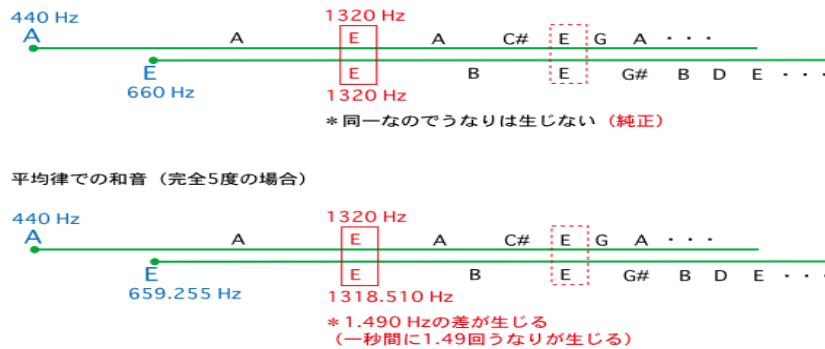 440 Hz 1320 Hz
A A E A C# E G A ・・・
E E B E G# B D E ・・・
660 Hz 1320 Hz
＊同一なのでうなりは生じない（純正）
平均律での和音（完全5度の場合）
440 Hz 1320 Hz
A A E A C# E G A ・・・
E E B E G# B D E ・・・
659.255 Hz 1318.510 Hz
＊1.490 Hzの差が生じる
（一秒間に1.49回うなりが生じる）